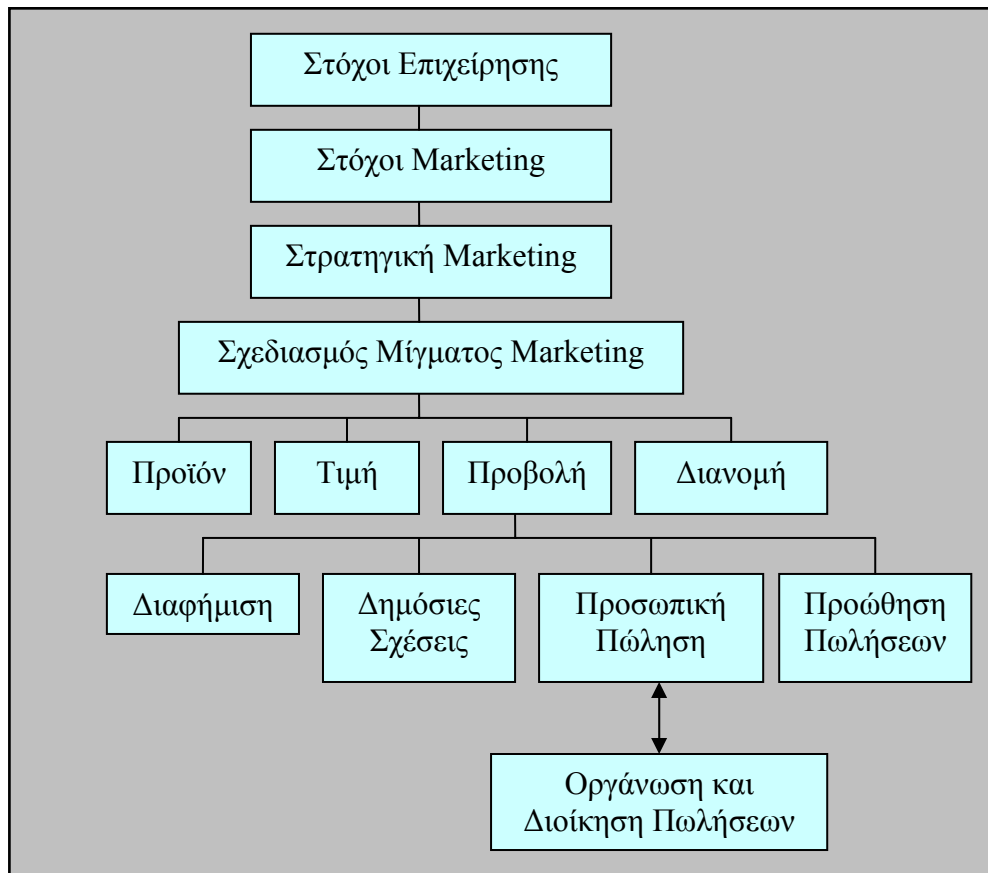 Στόχοι Επιχείρησης
Στόχοι Marketing
Στρατηγική Marketing
Σχεδιασμός Μίγματος Marketing
Προϊόν
Τιμή
Προβολή
Διανομή
Διαφήμιση
Δημόσιες
Σχέσεις
Προσωπική
Πώληση
Προώθηση
Πωλήσεων
Οργάνωση και
Διοίκηση Πωλήσεων